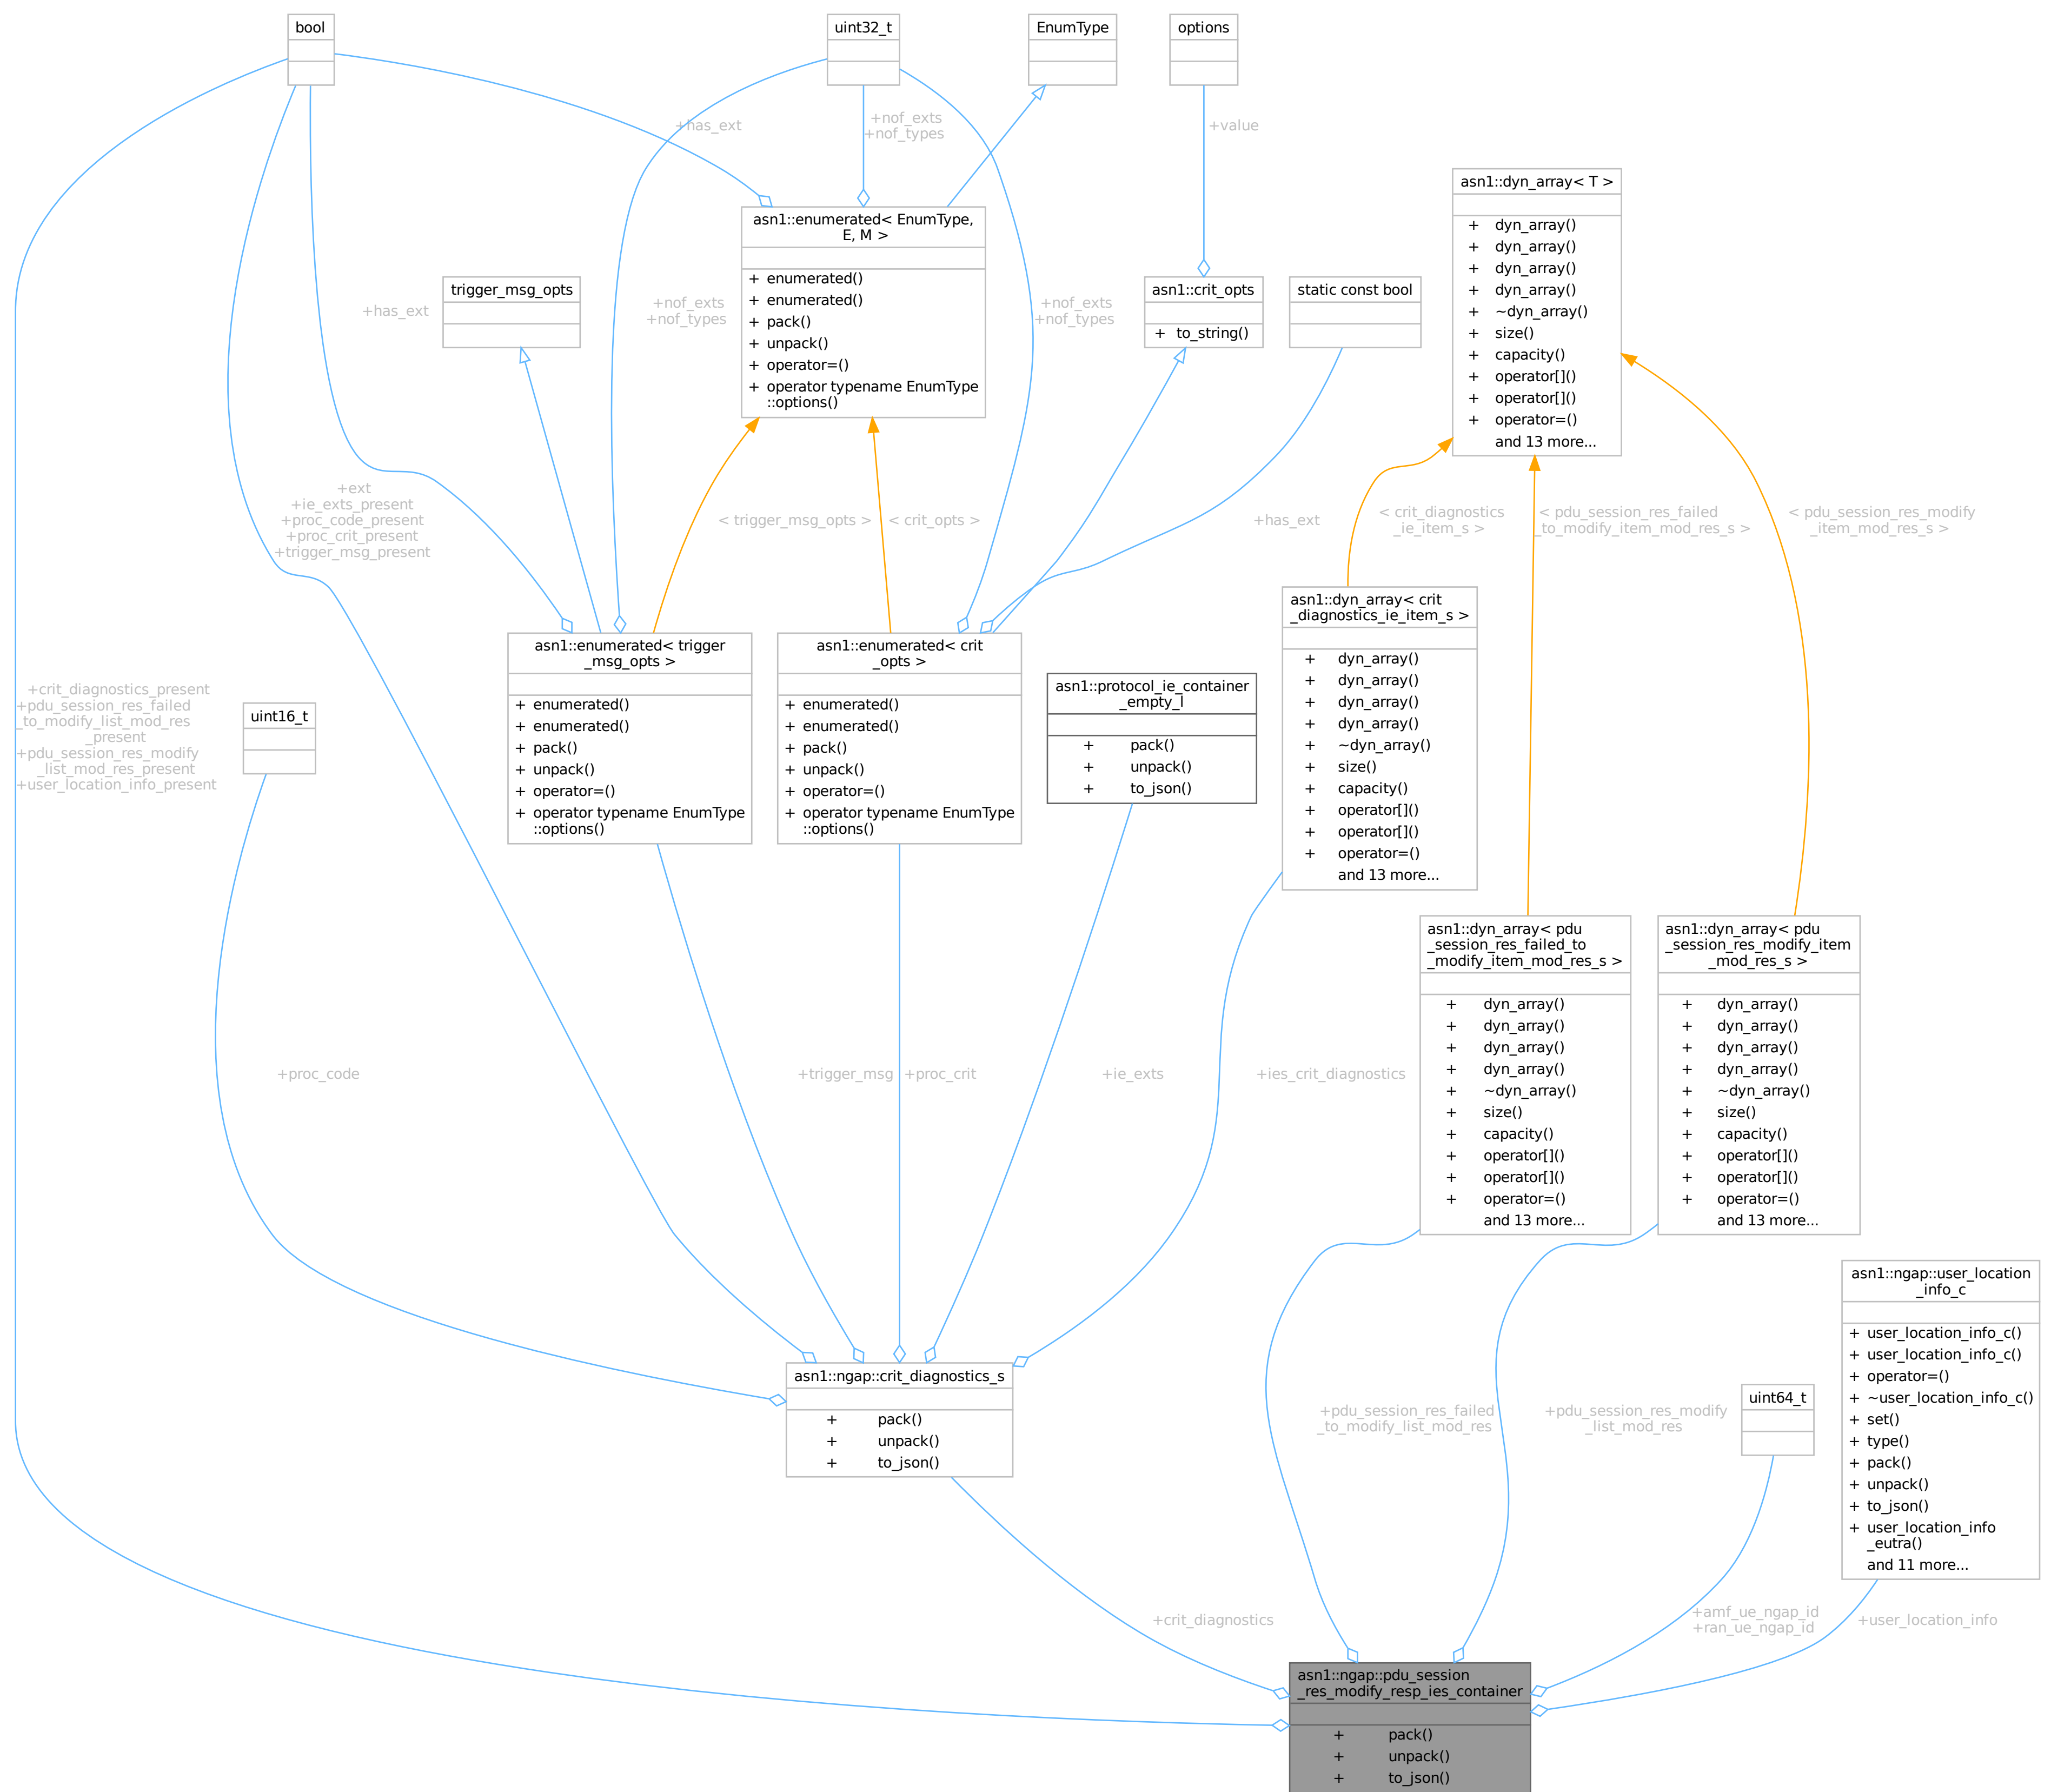 bool
uint32_t
EnumType
options
+has_ext
+nof_exts
+nof_types
+value
asn1::dyn_array< T >
+ dyn_array()
+ dyn_array()
+ dyn_array()
+ dyn_array()
+ ~dyn_array()
+ size()
+ capacity()
+ operator[]()
+ operator[]()
+ operator=()
and 13 more...
asn1::enumerated< EnumType,
E, M >
+ enumerated()
+ enumerated()
+ pack()
+ unpack()
+ operator=()
+ operator typename EnumType
::options()
trigger_msg_opts
+has_ext
+nof_exts
+nof_types
+nof_exts
+nof_types
asn1::crit_opts
+ to_string()
static const bool
+ext
+ie_exts_present
+proc_code_present
+proc_crit_present
+trigger_msg_present
< trigger_msg_opts >
< crit_opts >
+has_ext
< crit_diagnostics
_ie_item_s >
< pdu_session_res_failed
_to_modify_item_mod_res_s >
< pdu_session_res_modify
_item_mod_res_s >
asn1::enumerated< trigger
_msg_opts >
+ enumerated()
+ enumerated()
+ pack()
+ unpack()
+ operator=()
+ operator typename EnumType
::options()
asn1::enumerated< crit
_opts >
+ enumerated()
+ enumerated()
+ pack()
+ unpack()
+ operator=()
+ operator typename EnumType
::options()
asn1::protocol_ie_container
_empty_l
+ pack()
+ unpack()
+ to_json()
asn1::dyn_array< crit
_diagnostics_ie_item_s >
+ dyn_array()
+ dyn_array()
+ dyn_array()
+ dyn_array()
+ ~dyn_array()
+ size()
+ capacity()
+ operator[]()
+ operator[]()
+ operator=()
and 13 more...
+crit_diagnostics_present
+pdu_session_res_failed
_to_modify_list_mod_res
_present
+pdu_session_res_modify
_list_mod_res_present
+user_location_info_present
uint16_t
asn1::dyn_array< pdu
_session_res_failed_to
_modify_item_mod_res_s >
+ dyn_array()
+ dyn_array()
+ dyn_array()
+ dyn_array()
+ ~dyn_array()
+ size()
+ capacity()
+ operator[]()
+ operator[]()
+ operator=()
and 13 more...
asn1::dyn_array< pdu
_session_res_modify_item
_mod_res_s >
+ dyn_array()
+ dyn_array()
+ dyn_array()
+ dyn_array()
+ ~dyn_array()
+ size()
+ capacity()
+ operator[]()
+ operator[]()
+ operator=()
and 13 more...
+proc_code
+trigger_msg
+proc_crit
+ie_exts
+ies_crit_diagnostics
asn1::ngap::user_location
_info_c
+ user_location_info_c()
+ user_location_info_c()
+ operator=()
+ ~user_location_info_c()
+ set()
+ type()
+ pack()
+ unpack()
+ to_json()
+ user_location_info
_eutra()
and 11 more...
asn1::ngap::crit_diagnostics_s
+ pack()
+ unpack()
+ to_json()
+pdu_session_res_failed
_to_modify_list_mod_res
+pdu_session_res_modify
_list_mod_res
uint64_t
+crit_diagnostics
+amf_ue_ngap_id
+ran_ue_ngap_id
+user_location_info
asn1::ngap::pdu_session
_res_modify_resp_ies_container
+ pack()
+ unpack()
+ to_json()